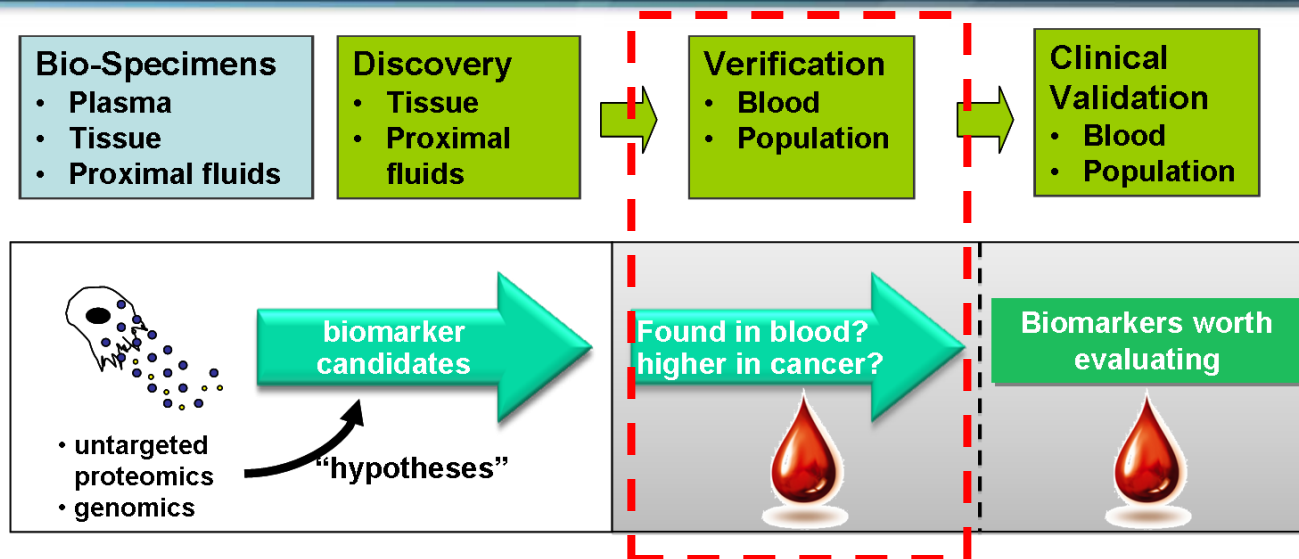 Bio-Specimens
• Plasma
• Tissue
• Proximal fluids
Discovery
• Tissue
• Proximal
fluids
Verification
• Blood
• Population
Clinical
Validation
• Blood
• Population
biomarker
candidates
Found in blood?
higher in cancer?
Biomarkers worth
evaluating
• untargeted
proteomics
• genomics
“hypotheses”